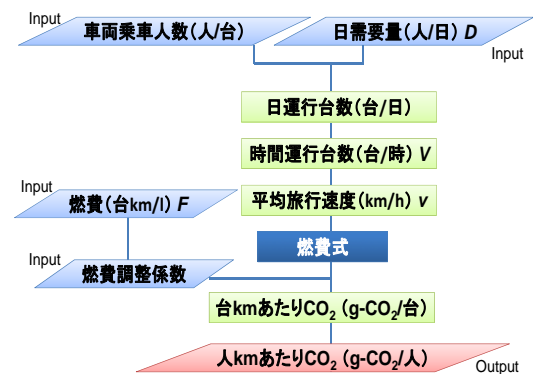 Input
車両乗車人数(人/台)
日需要量(人/日) D
Input
日運行台数(台/日)
時間運行台数(台/時) V
Input
燃費(台km/l) F
平均旅行速度(km/h) v
燃費式
Input
燃費調整係数
台kmあたりCO2 (g-CO2/台)
人kmあたりCO2 (g-CO2/人)
Output